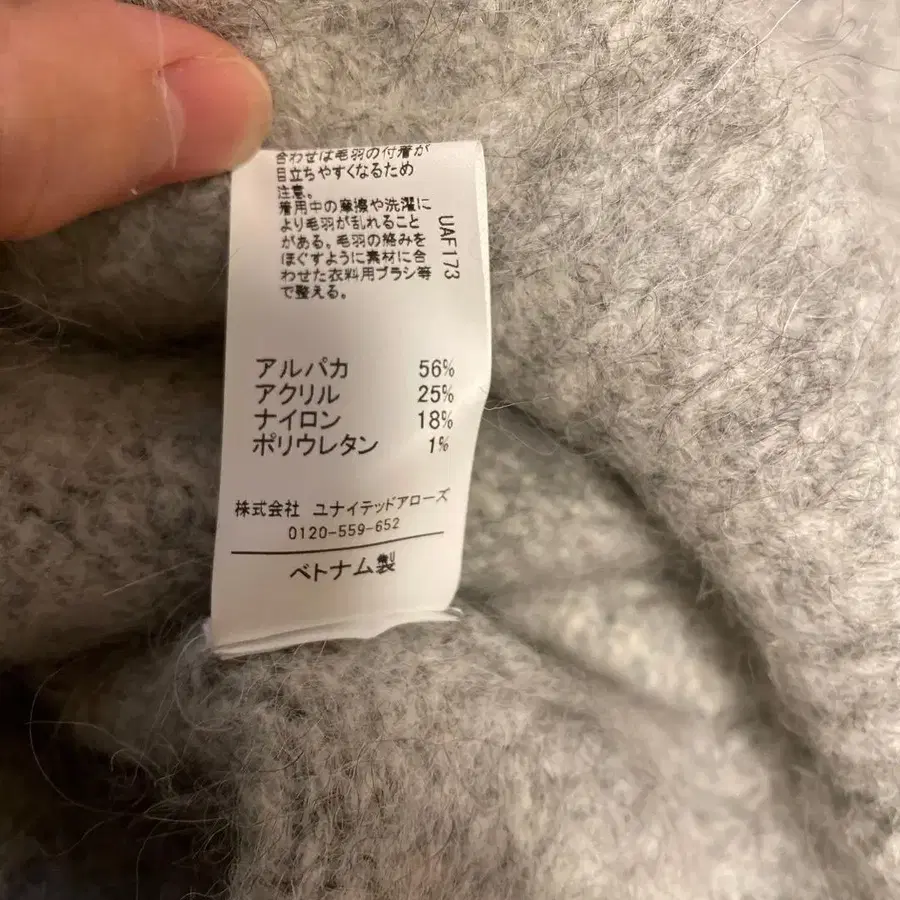 合わせは毛羽の付着が
目立ちやすくなるため
注意。
着用中の摩擦や洗濯に
より毛羽が乱れること
がある。毛羽の絡みを
ほぐすように素材に合
わせた衣料用ブラシ等
で整える。
UAF173
アルパカ 56%
アクリル 25%
ナイロン 18%
ポリウレタン 1%
株式会社 ユナイテッドアローズ
0120-559-652
ベトナム製